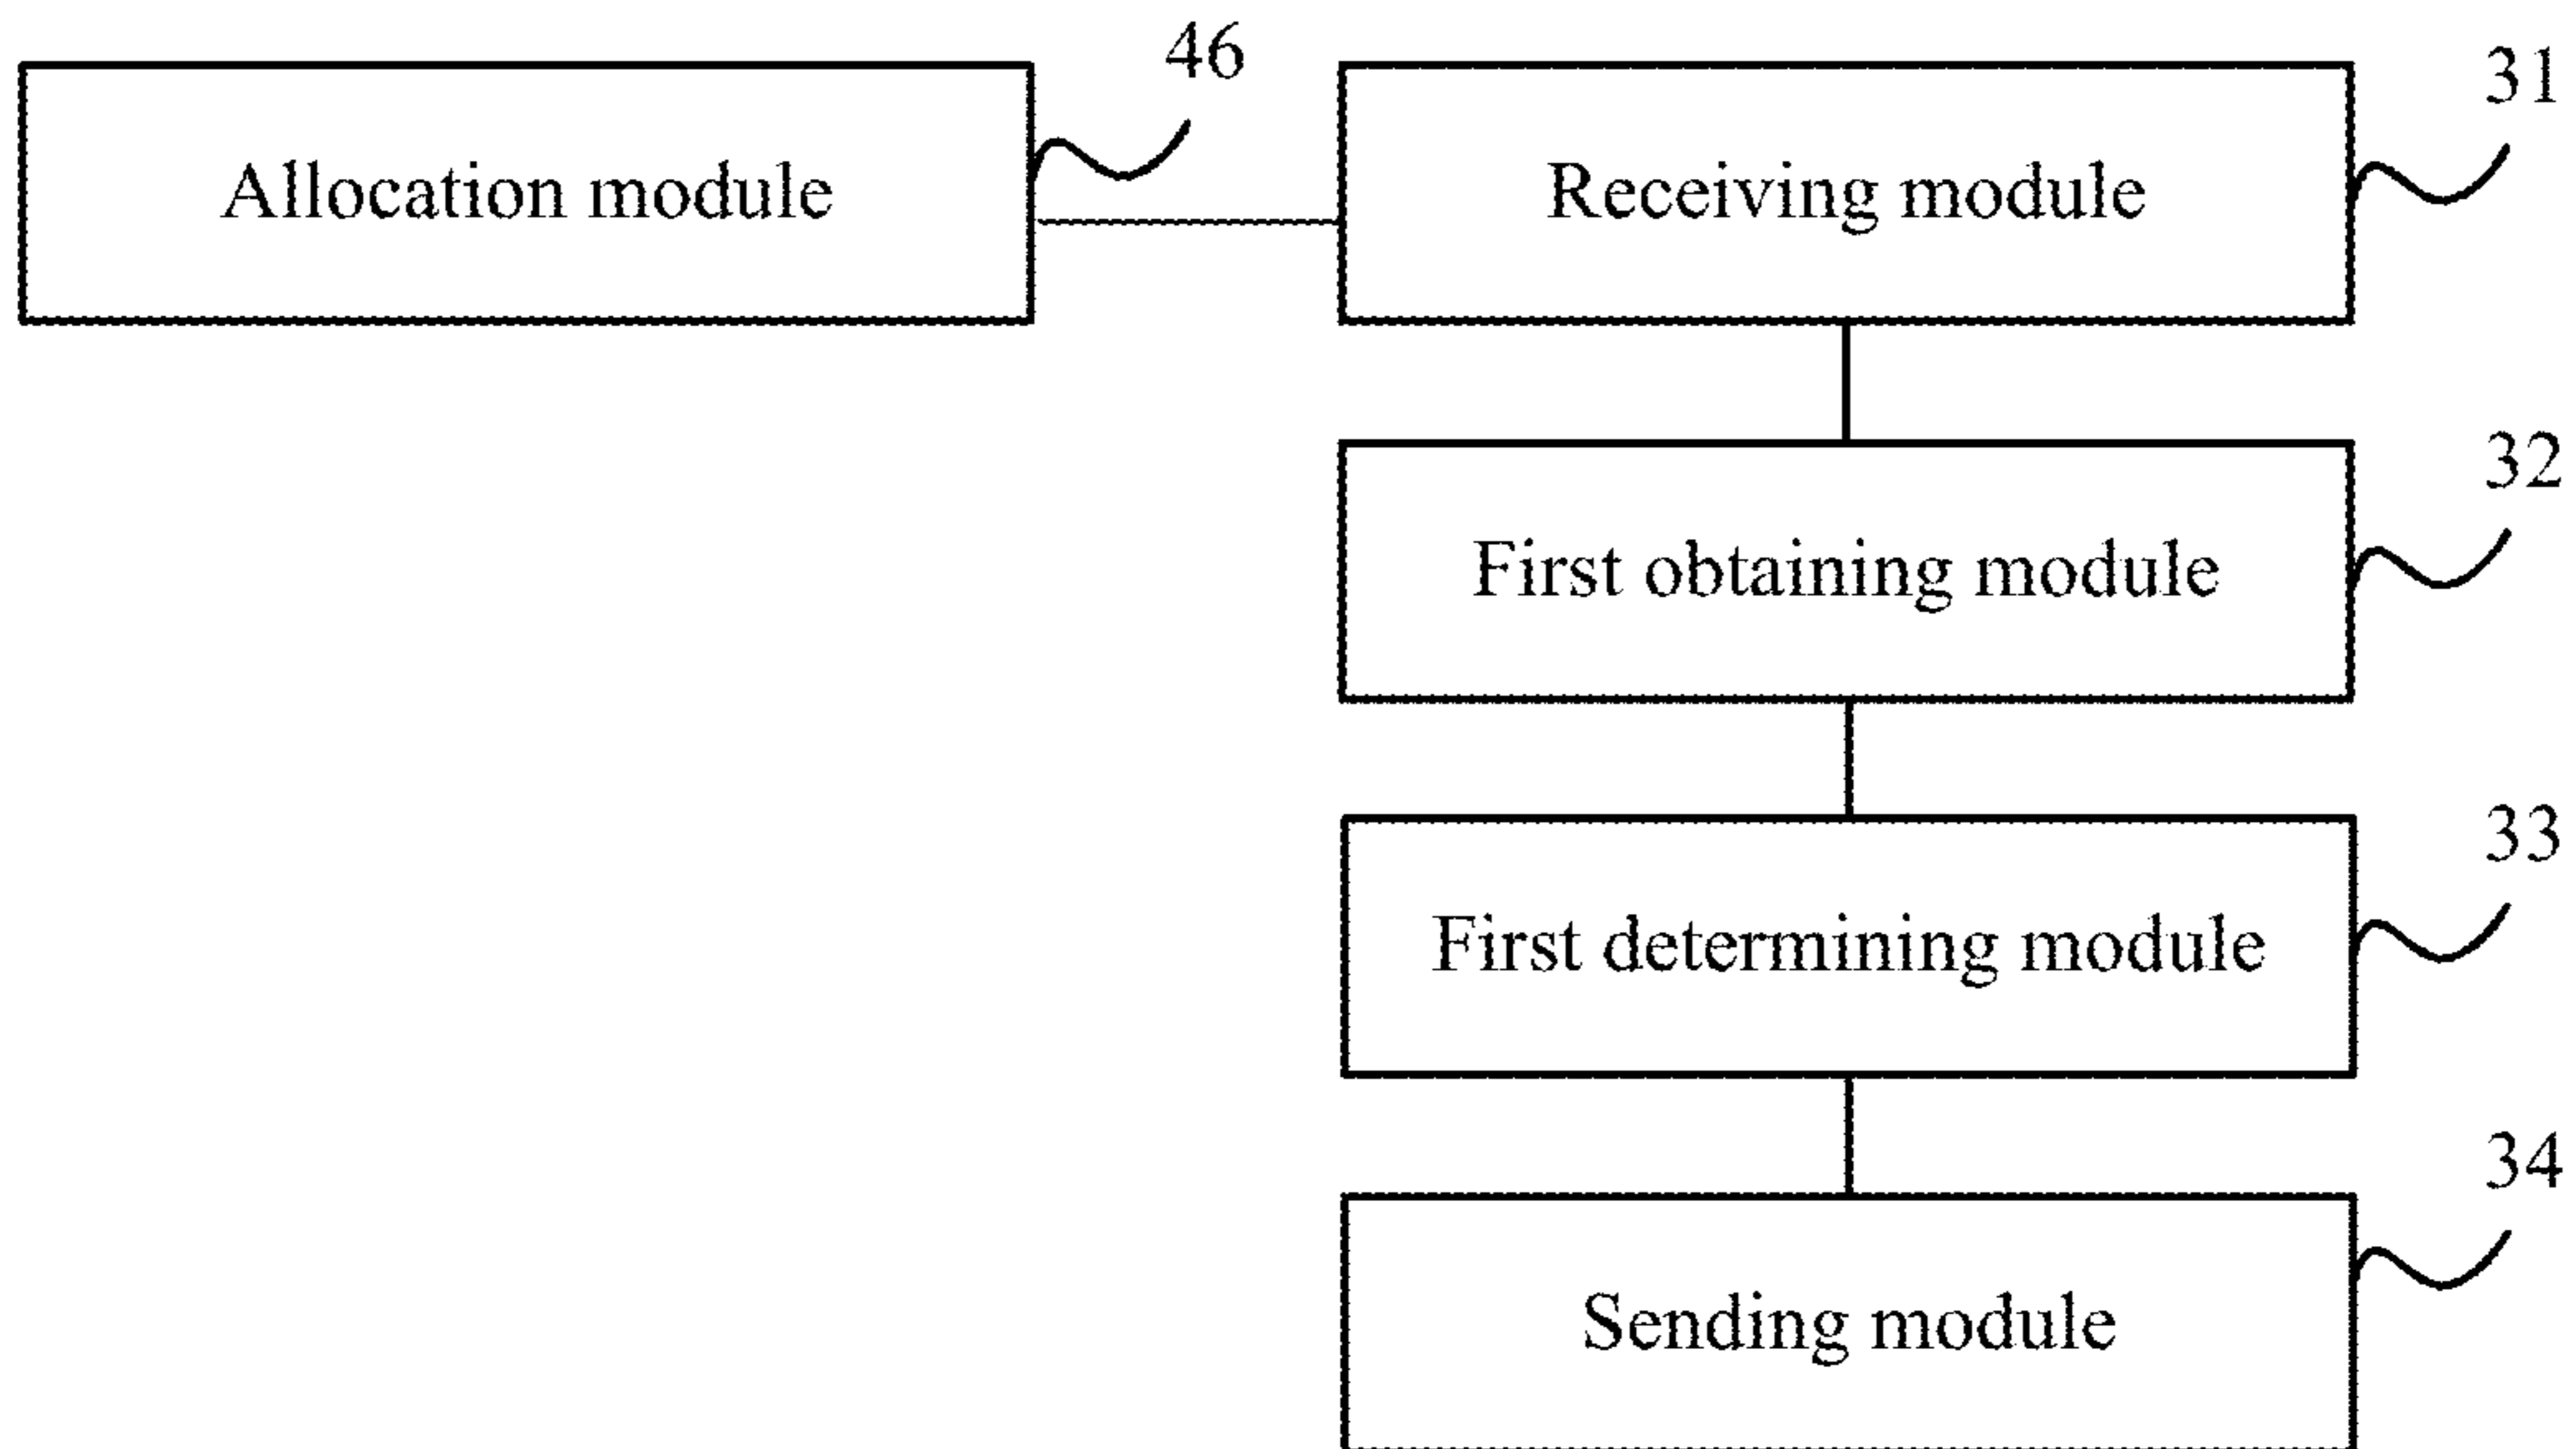 46
31
Allocation module
Receiving module
32
First obtaining module
33
First determining module
34
Sending module